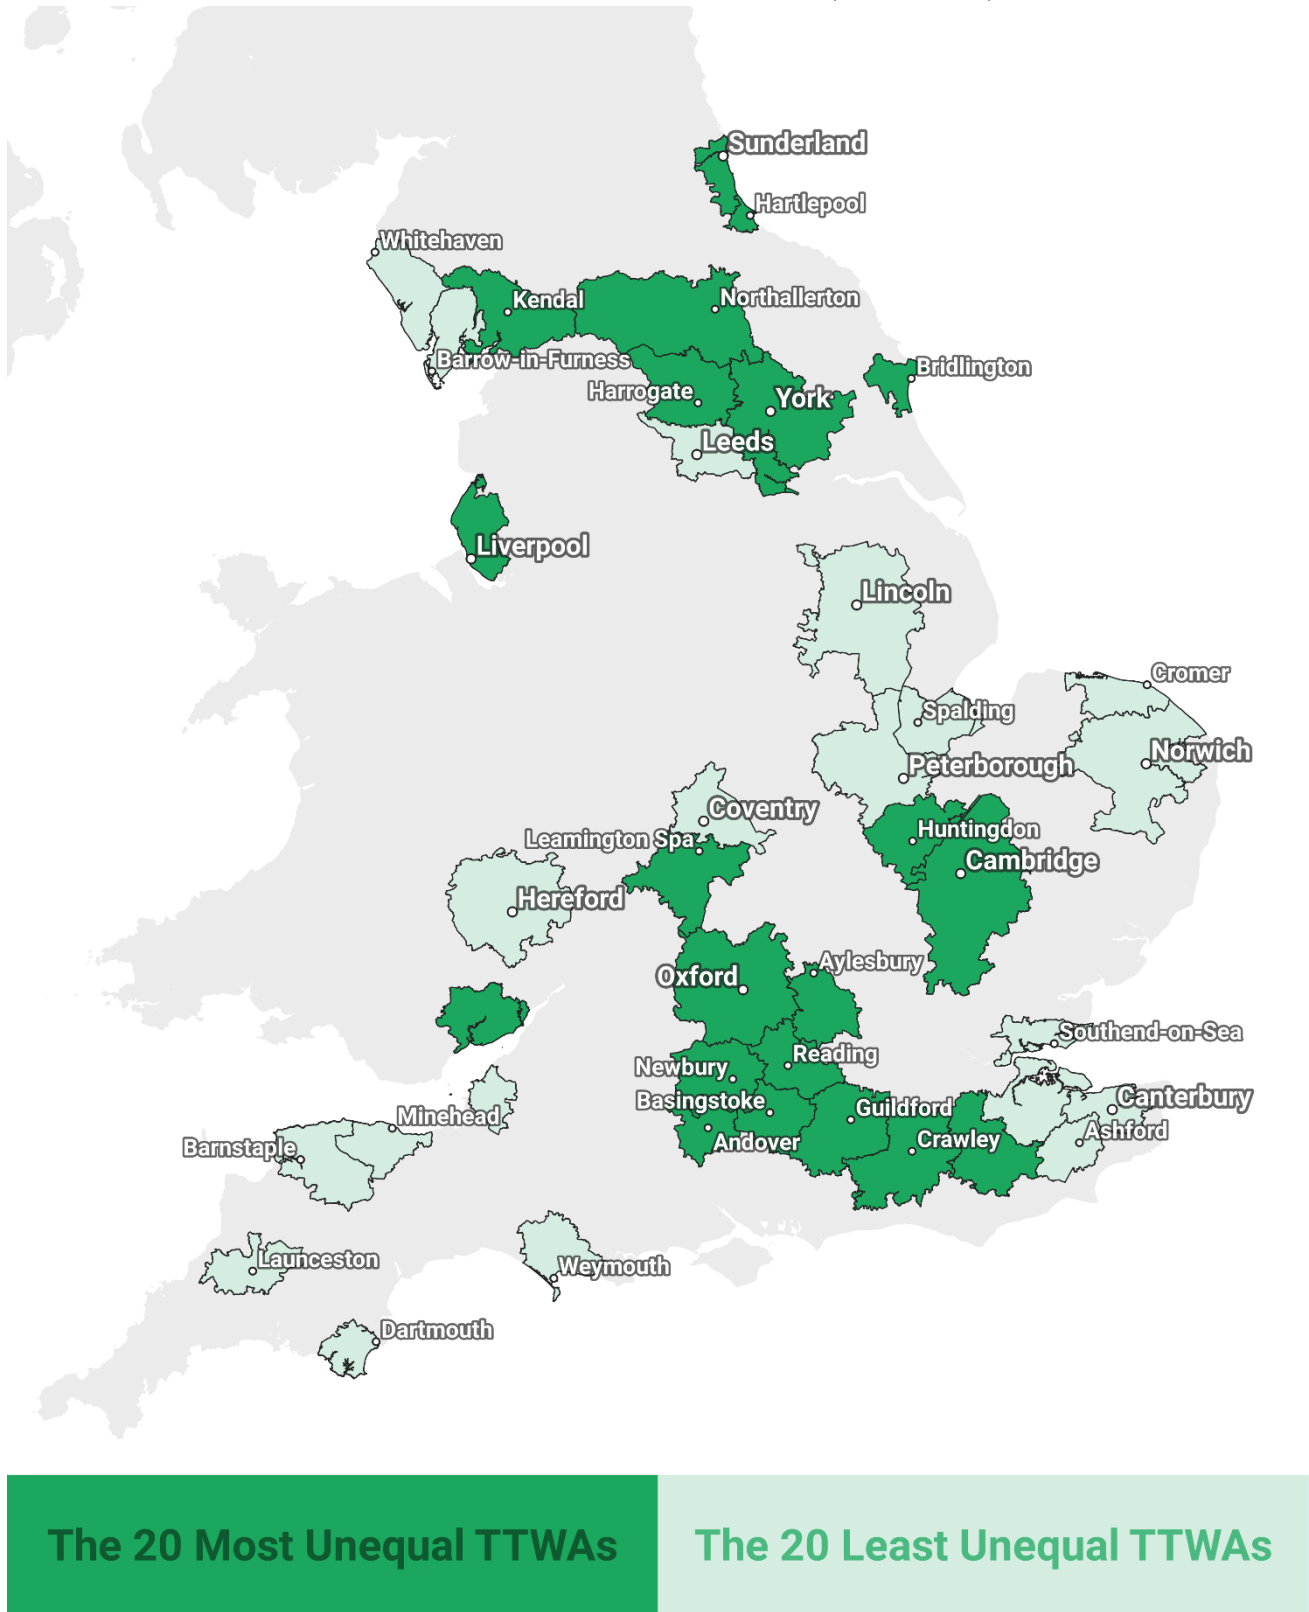 Sunderland
Hartlepool
Whitehaven
Kendal
Northallerton
Barrow-in-Furness
Bridlington
Harrogate
York
Leeds
Liverpool
Lincoln
Cromer
Spalding
Norwich
Peterborough
Coventry
Huntingdon
Leamington Spa
Cambridge
Hereford
Aylesbury
Oxford
Southend-on-Sea
Reading
Newbury
Canterbury
Basingstoke
Guildford
Minehead
Ashford
Crawley
Andover
Barnstaple
Launceston
Weymouth
Dartmouth
The 20 Most Unequal TTWAs
The 20 Least Unequal TTWAs